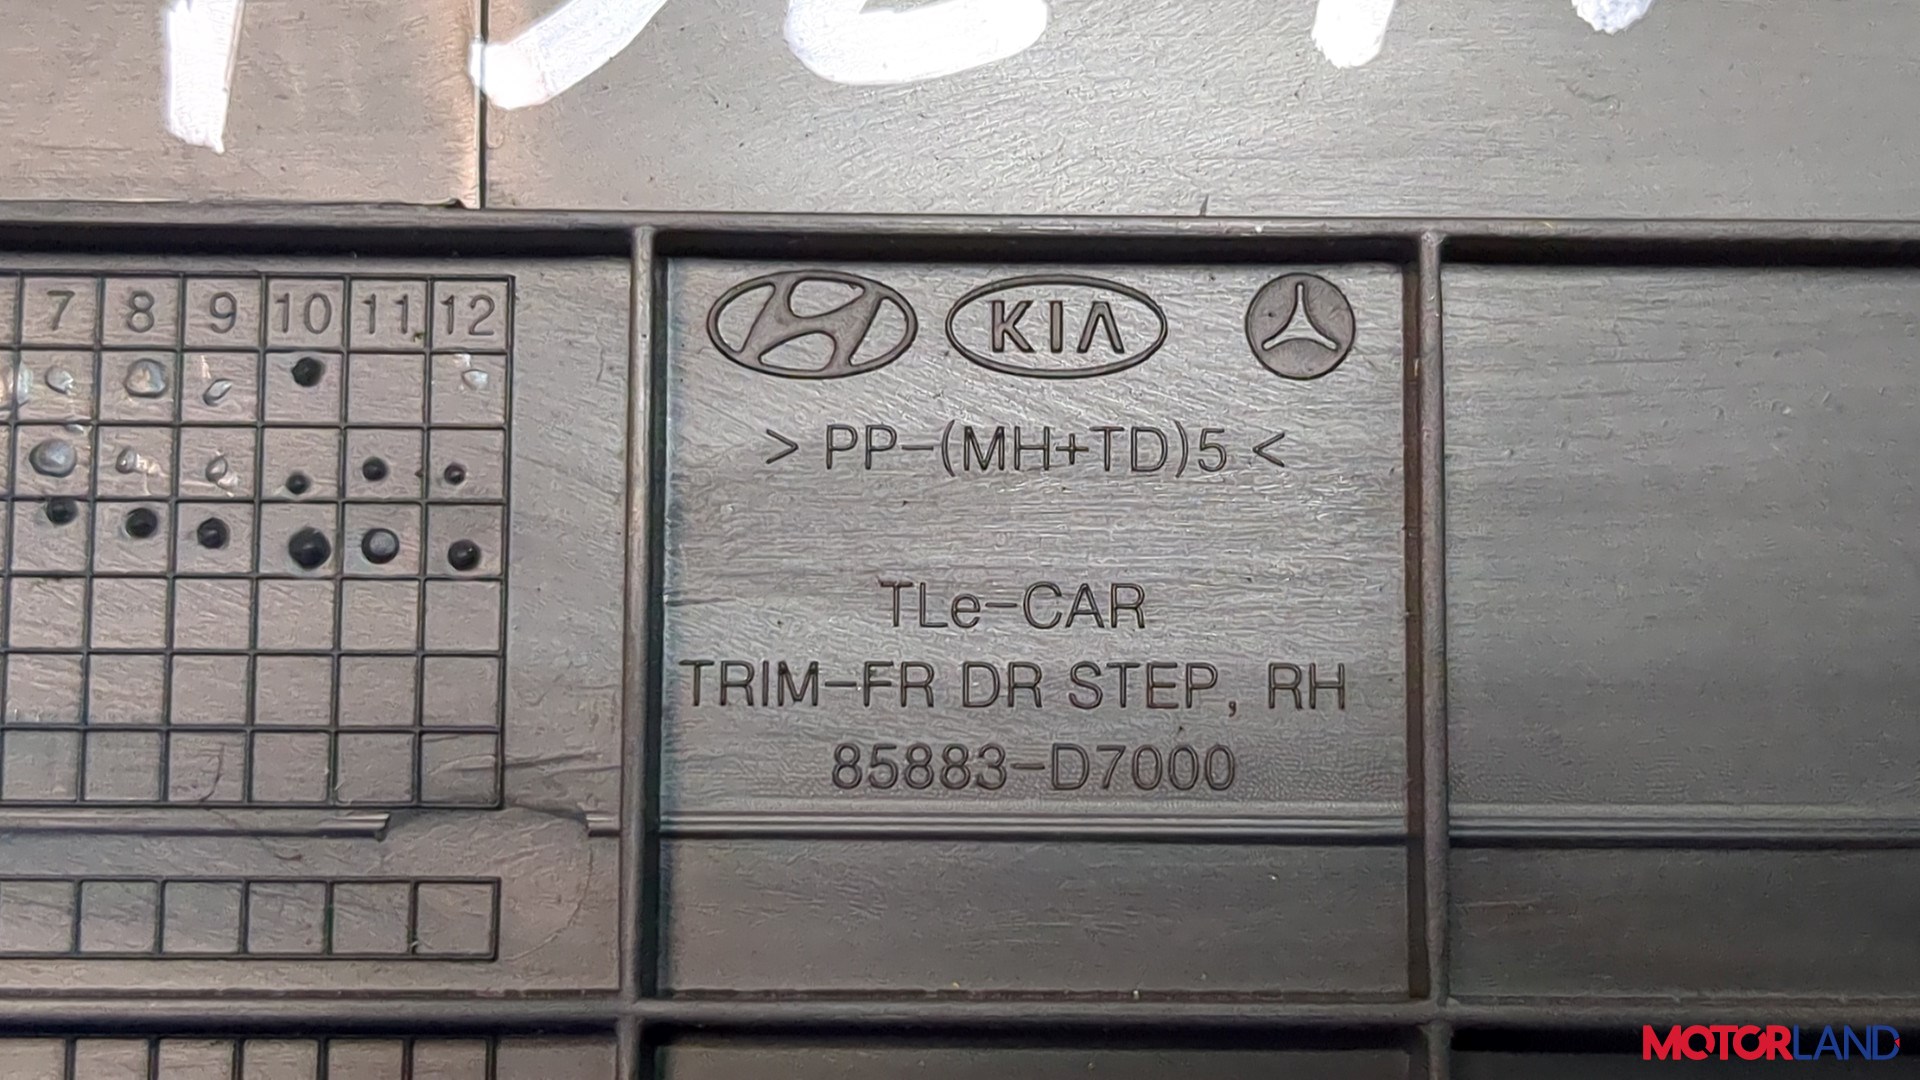 7 8 9 10 11 12
KIA
> PP-(MH+TD)5 <
TLe-CAR
TRIM-FR DR STEP, RH
85883-D7000
MOTORLAND